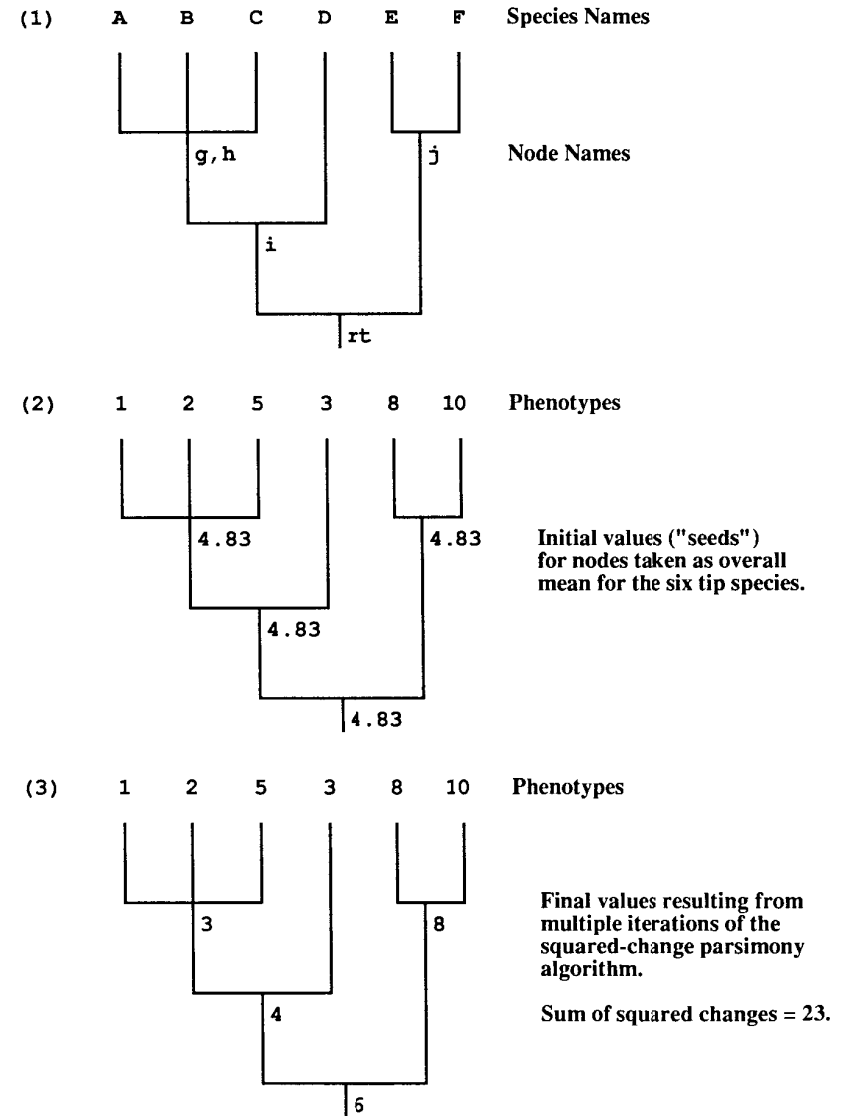 (1) A B C D E F Species Names
g,h j Node Names
i
rt
(2) 1 2 5 3 8 10 Phenotypes
4.83 4.83 Initial values ("seeds")
for nodes taken as overall
mean for the six tip species.
4.83
4.83
(3) 1 2 5 3 8 10 Phenotypes
3 8 Final values resulting from
multiple iterations of the
squared-change parsimony
algorithm.
4 Sum of squared changes = 23.
6